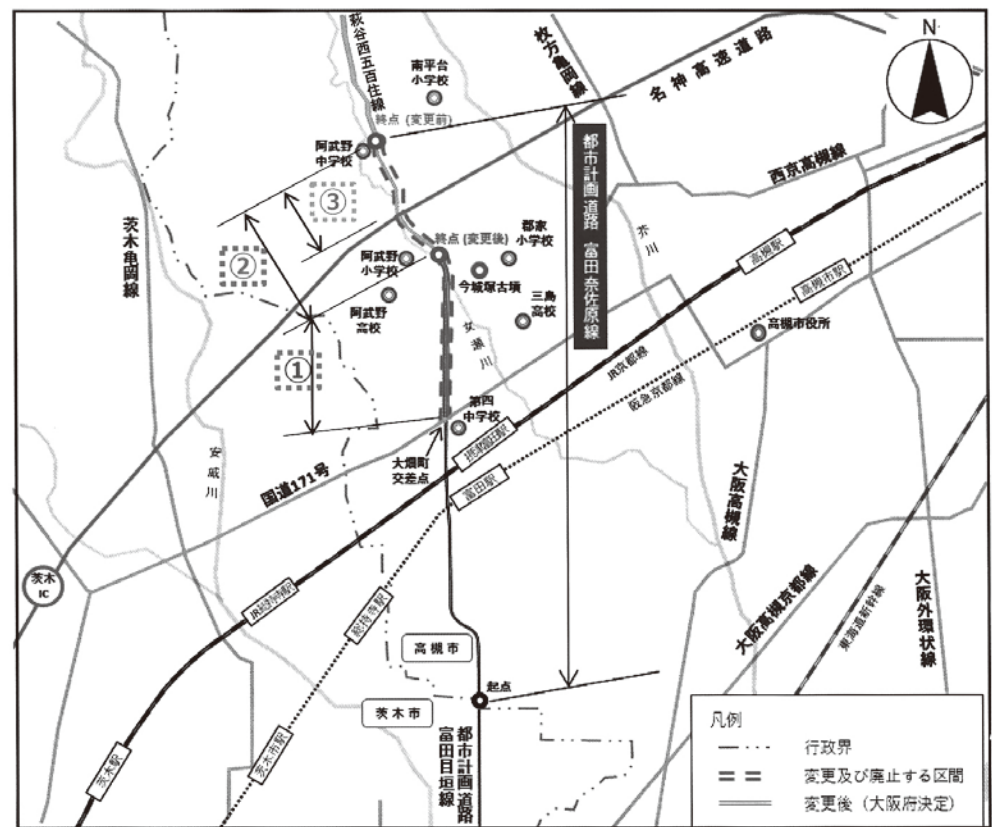 萩谷西五百住線
南平台
小学校
枚方亀岡線
名神高速道路
N
終点 (変更前)
阿武野
中学校
都市計画道路 富田奈佐原線
西京高槻線
茨木亀岡線
③
②
①
終点 (変更後)
郡家
小学校
芥川
阿武野
小学校
今城塚古墳
阿武野
高校
三島
高校
女瀬川
高槻駅
高槻市駅
高槻市役所
JR京都線
阪急京都線
第四
中学校
大畑町
交差点
摂津富田駅
富田駅
国道171号
安威川
茨木
IC
JR総持寺駅
総持寺駅
大阪高槻線
大阪高槻京都線
東海道新幹線
大阪外環状線
高槻市
起点
茨木市
都市計画道路
富田目垣線
茨木駅
茨木市駅
凡例
行政界
変更及び廃止する区間
変更後（大阪府決定）